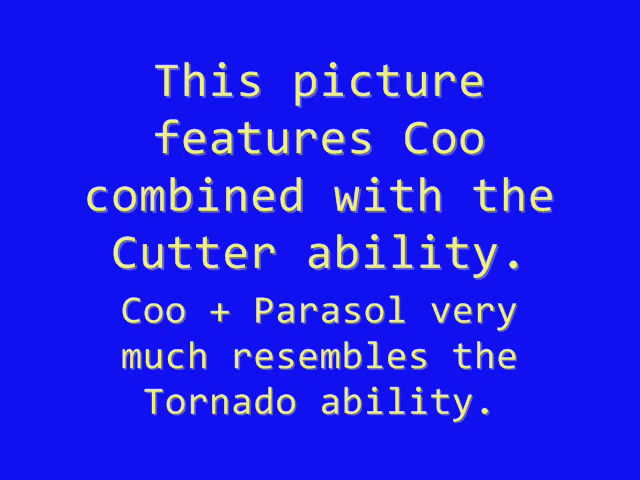 This picture
features Coo
combined with the
Cutter ability.
Coo + Parasol very
much resembles the
Tornado ability.